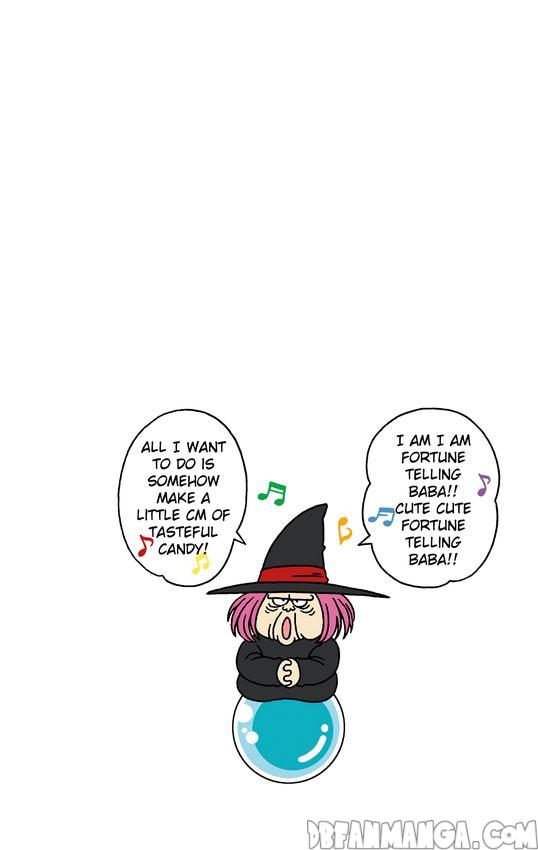 I AM I AM
FORTUNE
TELLING
BABA!!
CUTE CUTE
FORTUNE
TELLING
BABA!!
ALL I WANT
TO DO IS
SOMEHOW
MAKE A
LITTLE CM OF
TASTEFUL
CANDY!
DBFANMANGA.COM